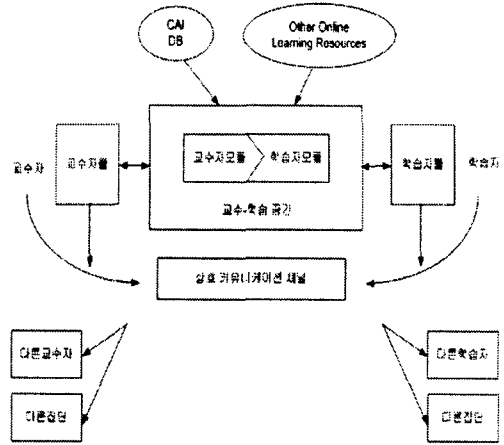 CAI
DB
Other Online
Learning Resources
교수자
교수자툴
교수자모듈
학습자모듈
교수-학습 공간
학습자툴
학습자
상호 커뮤니케이션 채널
다른교수자
다른집단
다른학습자
다른집단